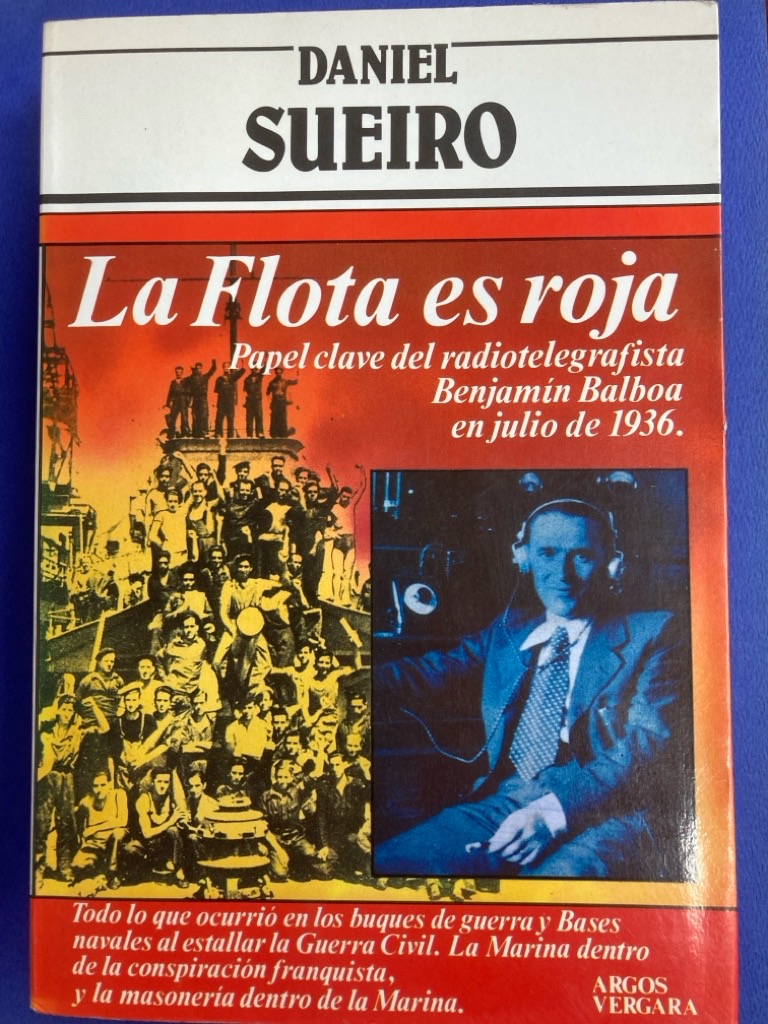 DANIEL
SUEIRO
La Flota es roja
Papel clave del radiotelegrafista
Benjamín Balboa
en julio de 1936.
Todo lo que ocurrió en los buques de guerra y Bases
navales al estallar la Guerra Civil. La Marina dentro
de la conspiración franquista,
y la masonería dentro de la Marina.
ARGOS
VERGARA